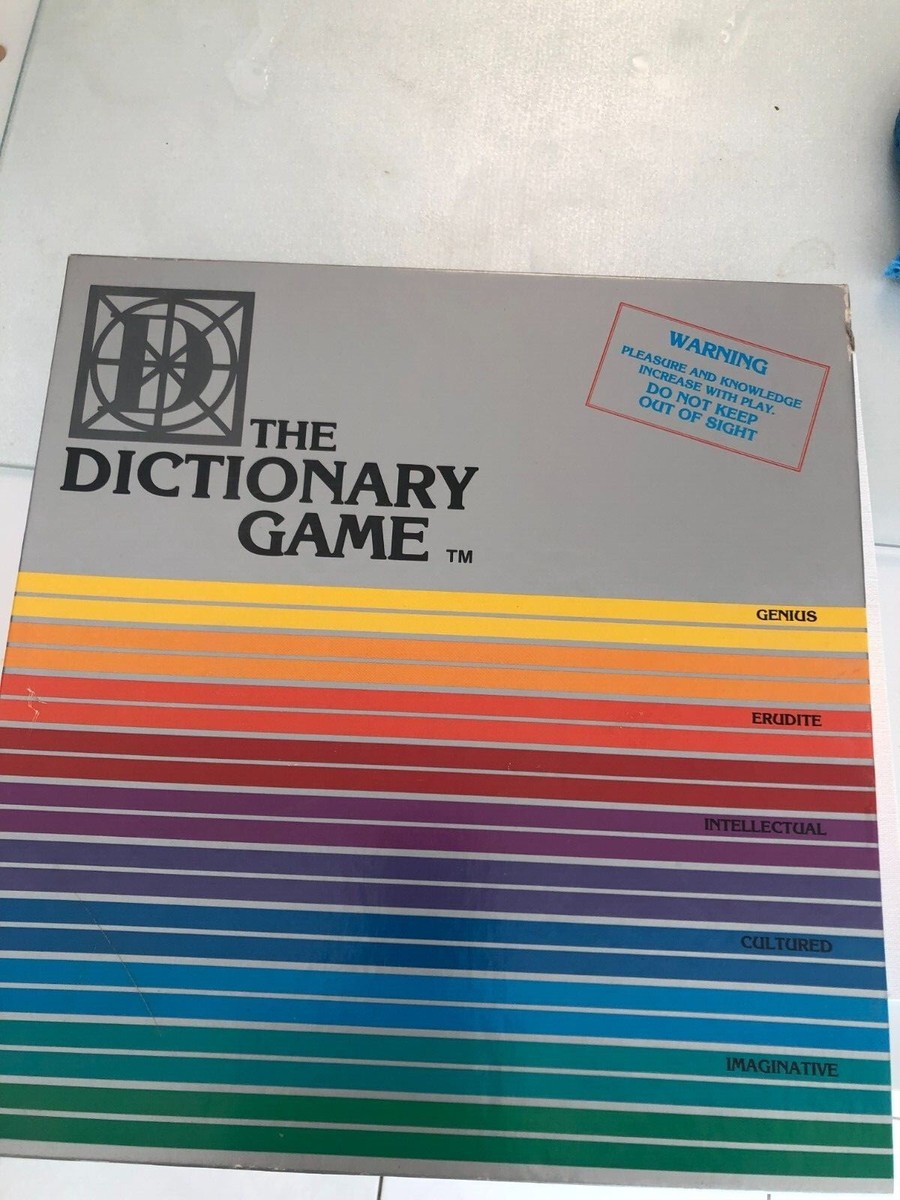 D
THE
DICTIONARY
GAME TM
WARNING
PLEASURE AND KNOWLEDGE
INCREASE WITH PLAY.
DO NOT KEEP
OUT OF SIGHT
GENIUS
ERUDITE
INTELLECTUAL
CULTURED
IMAGINATIVE